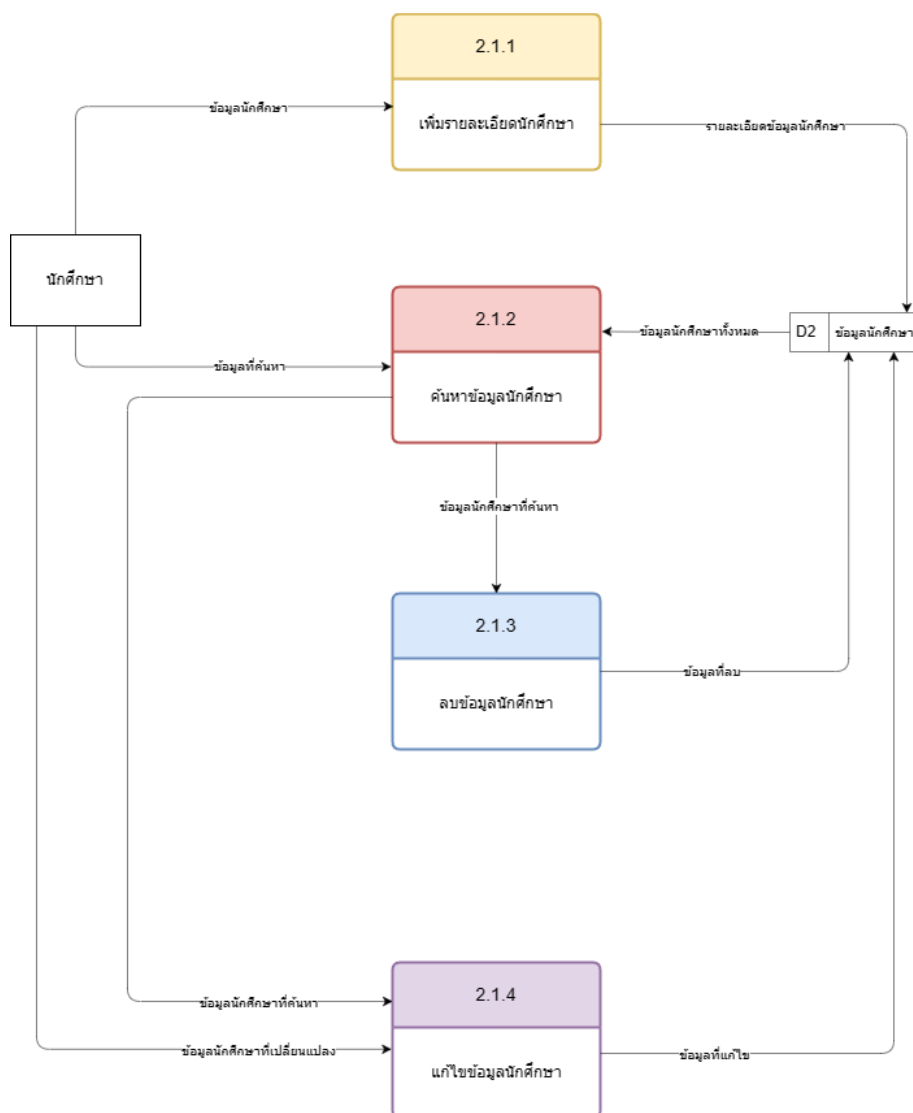 2.1.1
ข้อมูลนักศึกษา
เพิ่มรายละเอียดนักศึกษา
รายละเอียดข้อมูลนักศึกษา
นักศึกษา
2.1.2
ข้อมูลนักศึกษาทั้งหมด
D2
ข้อมูลนักศึกษา
ข้อมูลที่ค้นหา
ค้นหาข้อมูลนักศึกษา
ข้อมูลนักศึกษาที่ค้นหา
2.1.3
ข้อมูลที่ลบ
ลบข้อมูลนักศึกษา
2.1.4
ข้อมูลนักศึกษาที่ค้นหา
ข้อมูลนักศึกษาที่เปลี่ยนแปลง
ข้อมูลที่แก้ไข
แก้ไขข้อมูลนักศึกษา